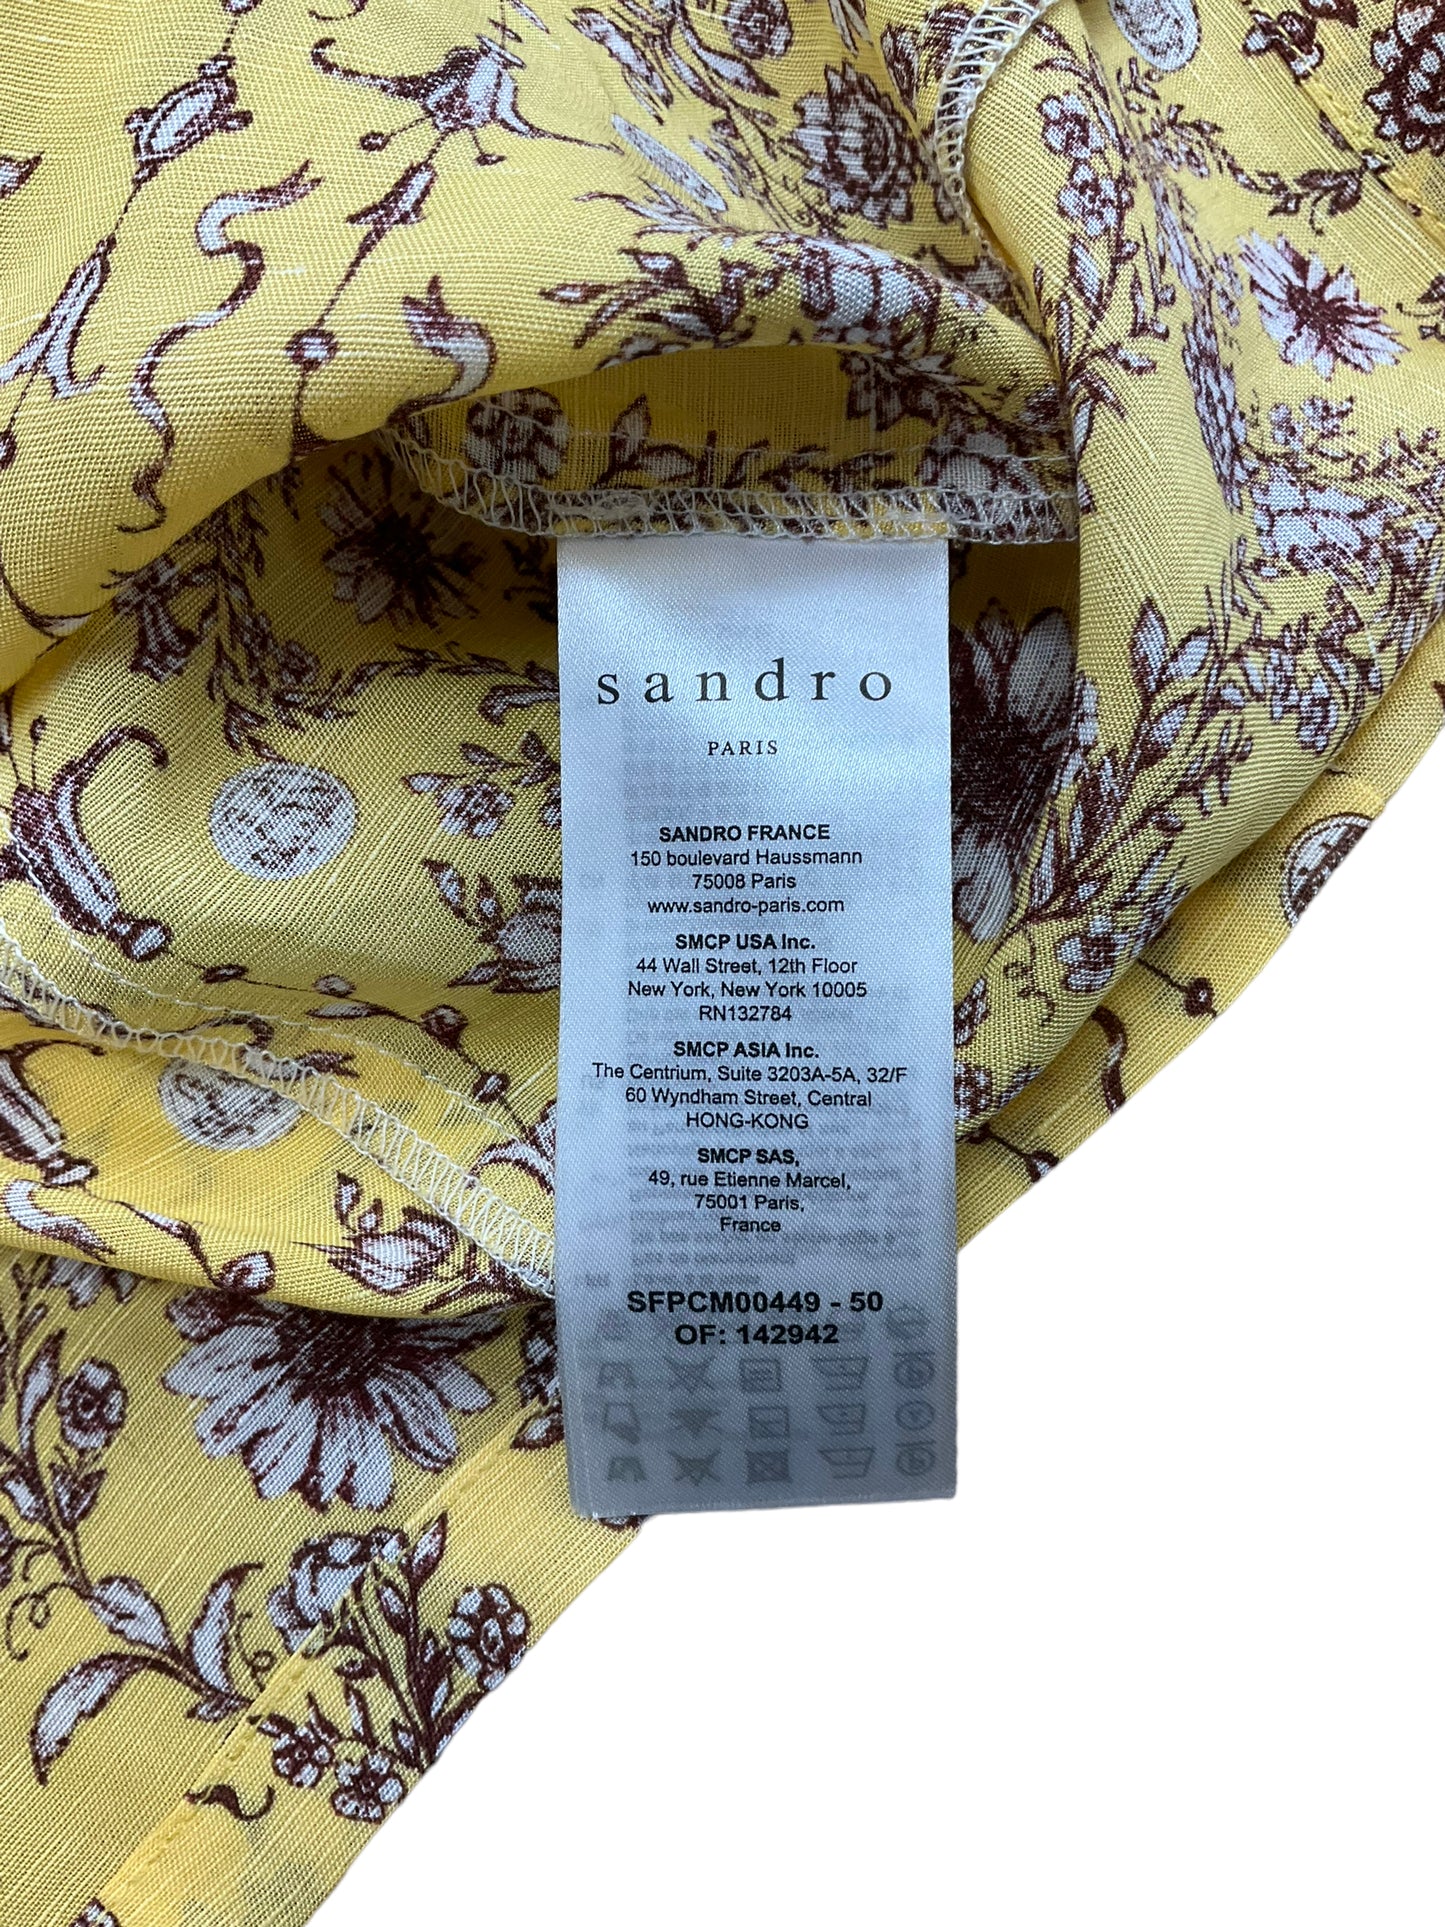 sandro
PARIS
SANDRO FRANCE
150 boulevard Haussmann
75008 Paris
www.sandro-paris.com
SMCP USA Inc.
44 Wall Street, 12th Floor
New York, New York 10005
RN132784
SMCP ASIA Inc.
The Centrium, Suite 3203A-5A, 32/F
60 Wyndham Street, Central
HONG-KONG
SMCP SAS,
49, rue Etienne Marcel,
75001 Paris,
France
SFPCM00449 - 50
OF: 142942